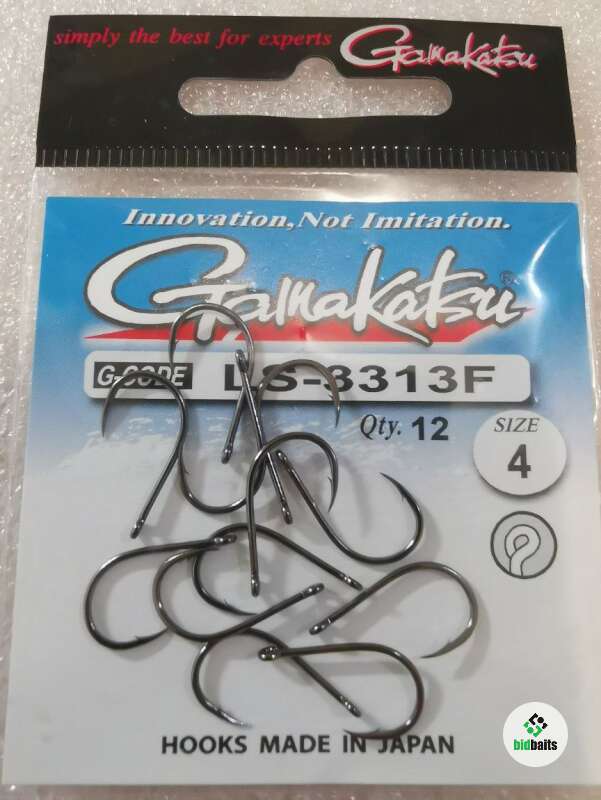 simply the best for experts Gamakatsu
Innovation, Not Imitation.
Gamakatsu
G-CODE LS-3313F
Qty. 12
SIZE
4
HOOKS MADE IN JAPAN
bidbaits